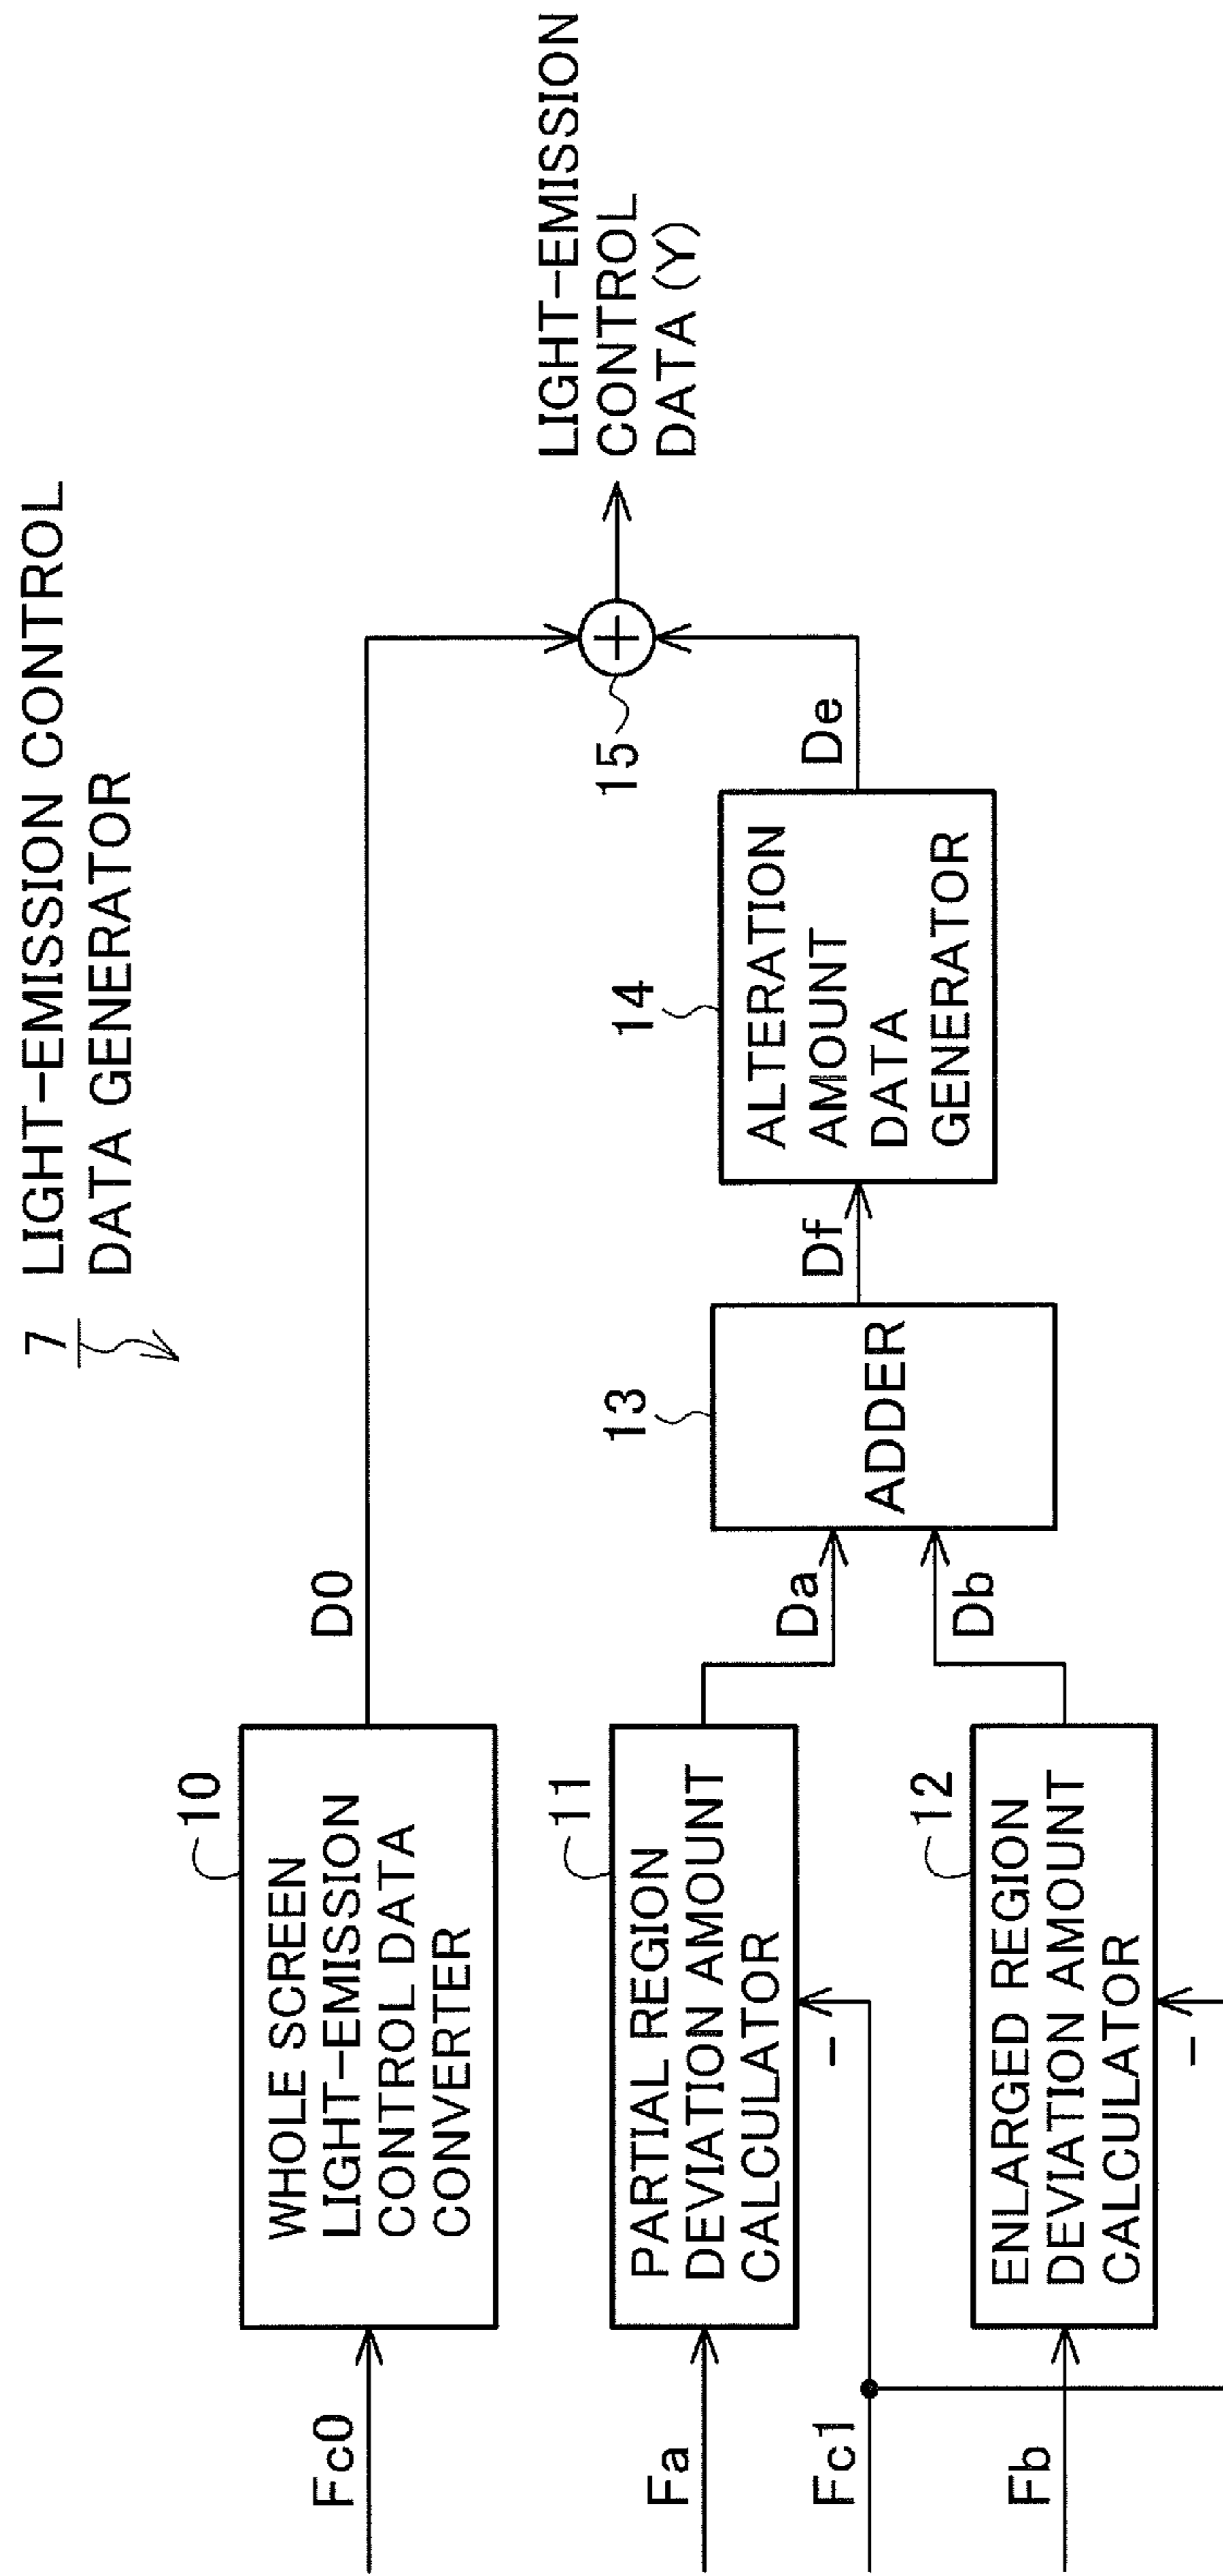 7
LIGHT-EMISSION CONTROL
DATA GENERATOR
Fc0
10
WHOLE SCREEN
LIGHT-EMISSION
CONTROL DATA
CONVERTER
D0
Fa
11
PARTIAL REGION
DEVIATION AMOUNT
CALCULATOR
-
Fc1
Da
Fb
12
ENLARGED REGION
DEVIATION AMOUNT
CALCULATOR
-
Db
13
ADDER
Df
14
ALTERATION
AMOUNT
DATA
GENERATOR
De
15
+
LIGHT-EMISSION
CONTROL
DATA (Y)